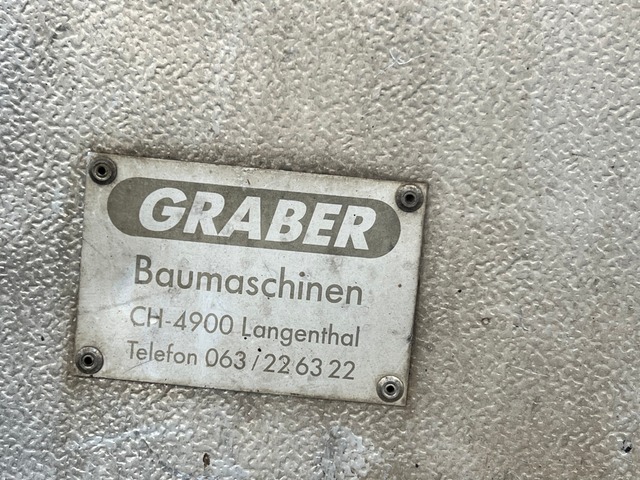 GRABER
Baumaschinen
CH-4900 Langenthal
Telefon 063/22 63 22